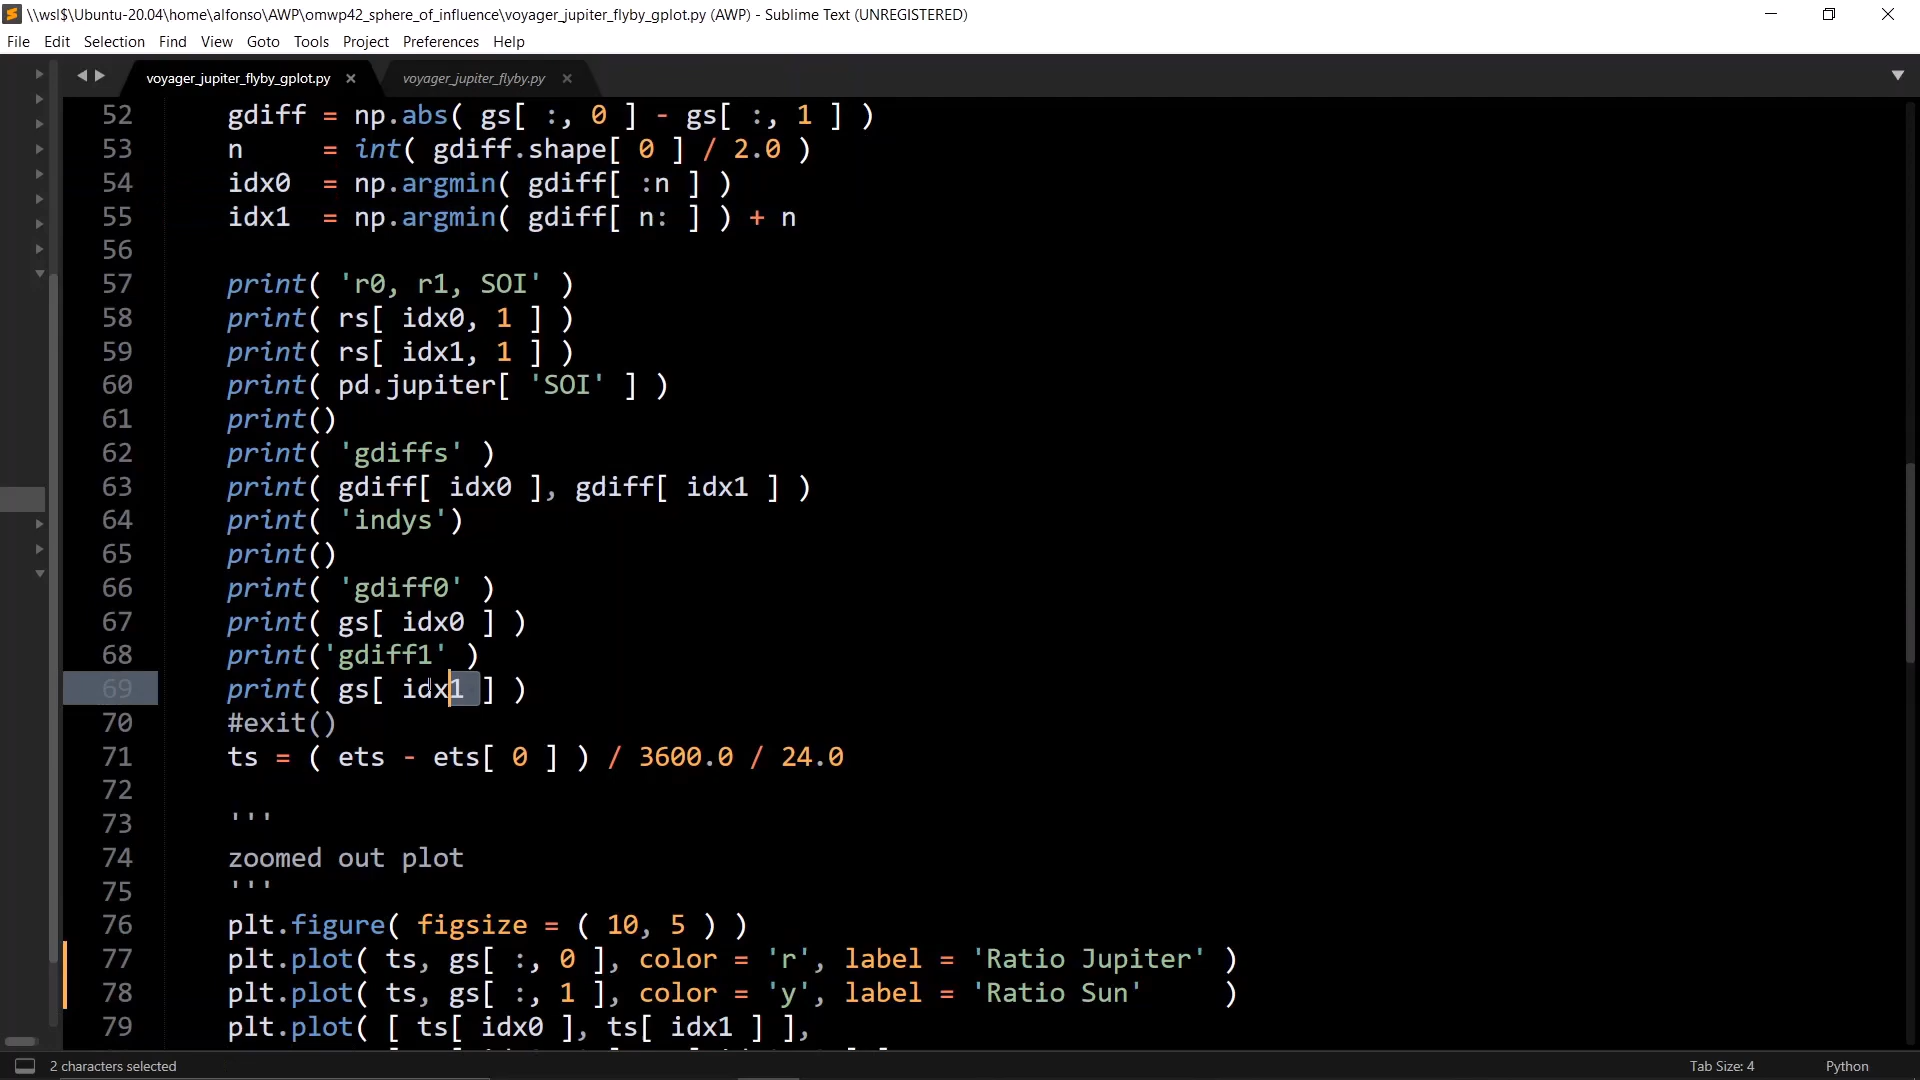 \\wsl$\Ubuntu-20.04\home\alfonso\AWP\omwp42_sphere_of_influence\voyager_jupiter_flyby_gplot.py (AWP) - Sublime Text (UNREGISTERED)
File Edit Selection Find View Goto Tools Project Preferences Help
voyager_jupiter_flyby_gplot.py voyager_jupiter_flyby.py
52 gdiff = np.abs( gs[ :, 0 ] - gs[ :, 1 ] )
53 n = int( gdiff.shape[ 0 ] / 2.0 )
54 idx0 = np.argmin( gdiff[ :n ] )
55 idx1 = np.argmin( gdiff[ n: ] ) + n
56
57 print( 'r0, r1, SOI' )
58 print( rs[ idx0, 1 ] )
59 print( rs[ idx1, 1 ] )
60 print( pd.jupiter[ 'SOI' ] )
61 print()
62 print( 'gdiffs' )
63 print( gdiff[ idx0 ], gdiff[ idx1 ] )
64 print( 'indys')
65 print()
66 print( 'gdiff0' )
67 print( gs[ idx0 ] )
68 print('gdiff1' )
69 print( gs[ idx1 ] )
70 #exit()
71 ts = ( ets - ets[ 0 ] ) / 3600.0 / 24.0
72
73 '''
74 zoomed out plot
75 '''
76 plt.figure( figsize = ( 10, 5 ) )
77 plt.plot( ts, gs[ :, 0 ], color = 'r', label = 'Ratio Jupiter' )
78 plt.plot( ts, gs[ :, 1 ], color = 'y', label = 'Ratio Sun' )
79 plt.plot( [ ts[ idx0 ], ts[ idx1 ] ],
2 characters selected Tab Size: 4 Python